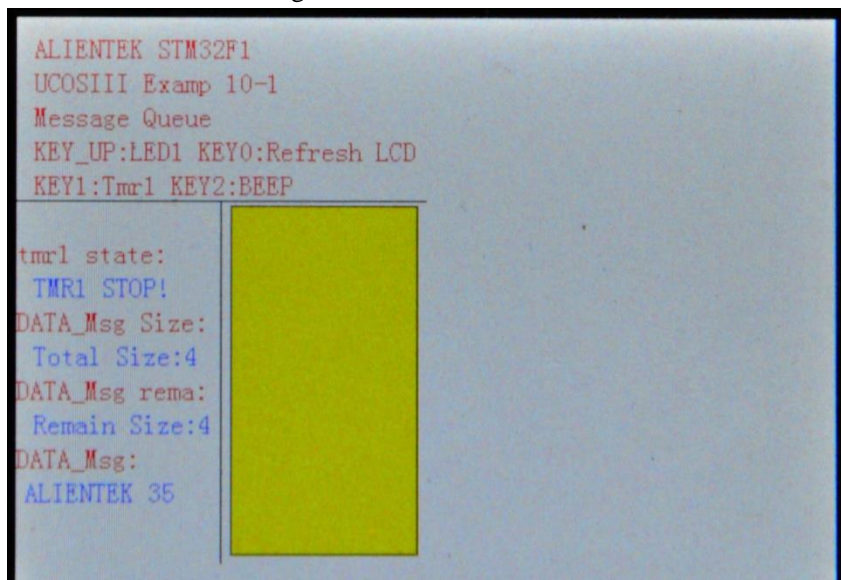 ALIENTEK STM32F1
UCOSIII Examp 10-1
Message Queue
KEY_UP:LED1 KEY0:Refresh LCD
KEY1:Tmr1 KEY2:BEEP
tmr1 state:
TMR1 STOP!
DATA_Msg Size:
Total Size:4
DATA_Msg rema:
Remain Size:4
DATA_Msg:
ALIENTEK 35